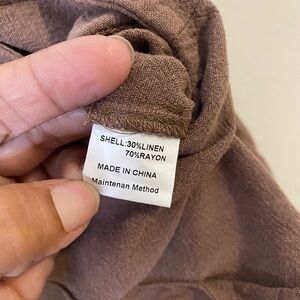 SHELL:30%LINEN
70%RAYON
MADE IN CHINA
Maintenan Method